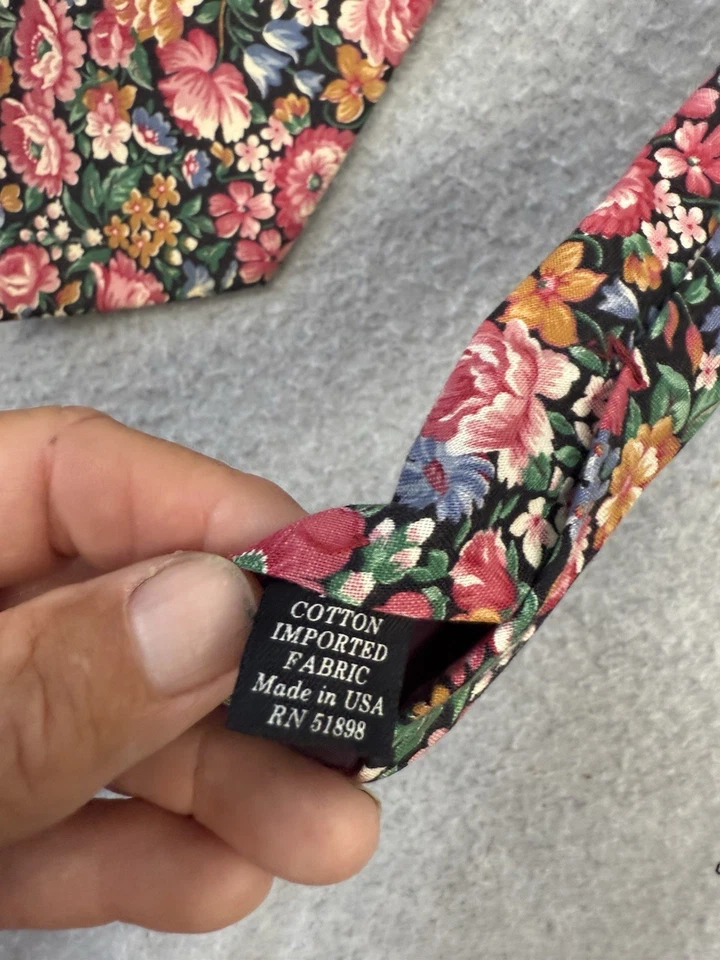 COTTON
IMPORTED
FABRIC
Made in USA
RN 51898